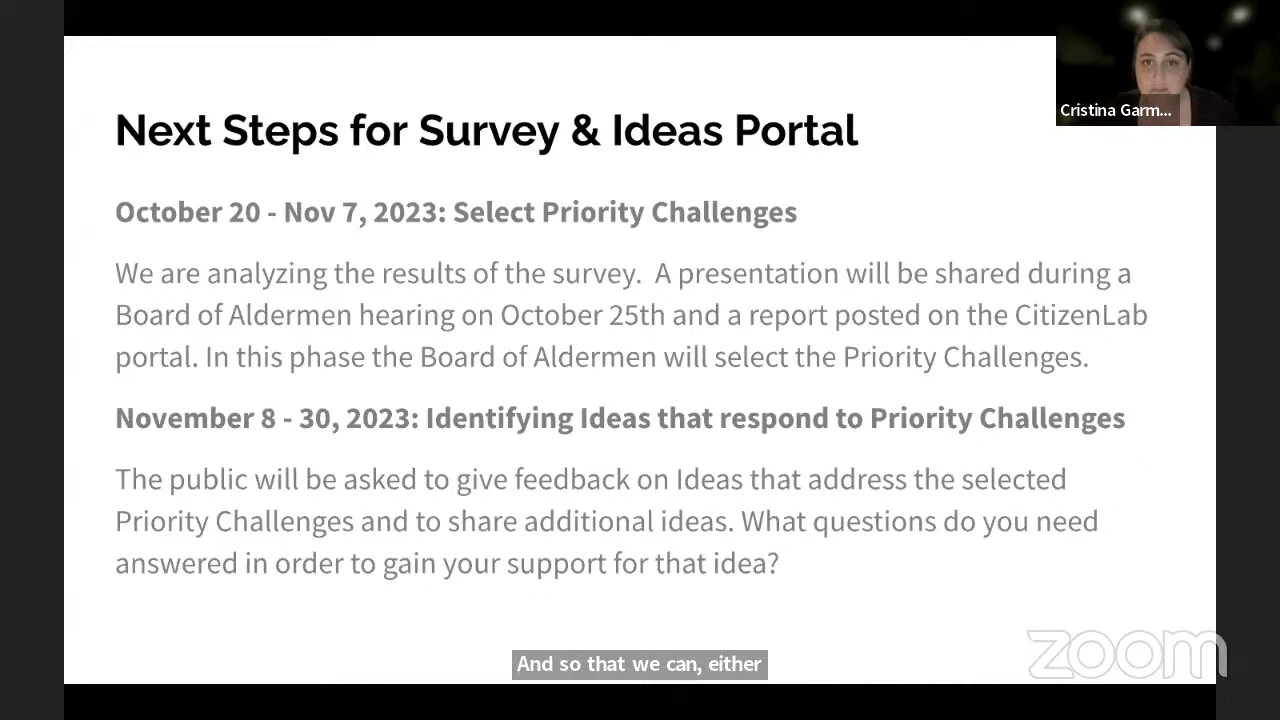 Cristina Garm...
Next Steps for Survey & Ideas Portal
October 20 - Nov 7, 2023: Select Priority Challenges
We are analyzing the results of the survey.  A presentation will be shared during a
Board of Aldermen hearing on October 25th and a report posted on the CitizenLab
portal. In this phase the Board of Aldermen will select the Priority Challenges.
November 8 - 30, 2023: Identifying Ideas that respond to Priority Challenges
The public will be asked to give feedback on Ideas that address the selected
Priority Challenges and to share additional ideas. What questions do you need
answered in order to gain your support for that idea?
And so that we can, either
zoom